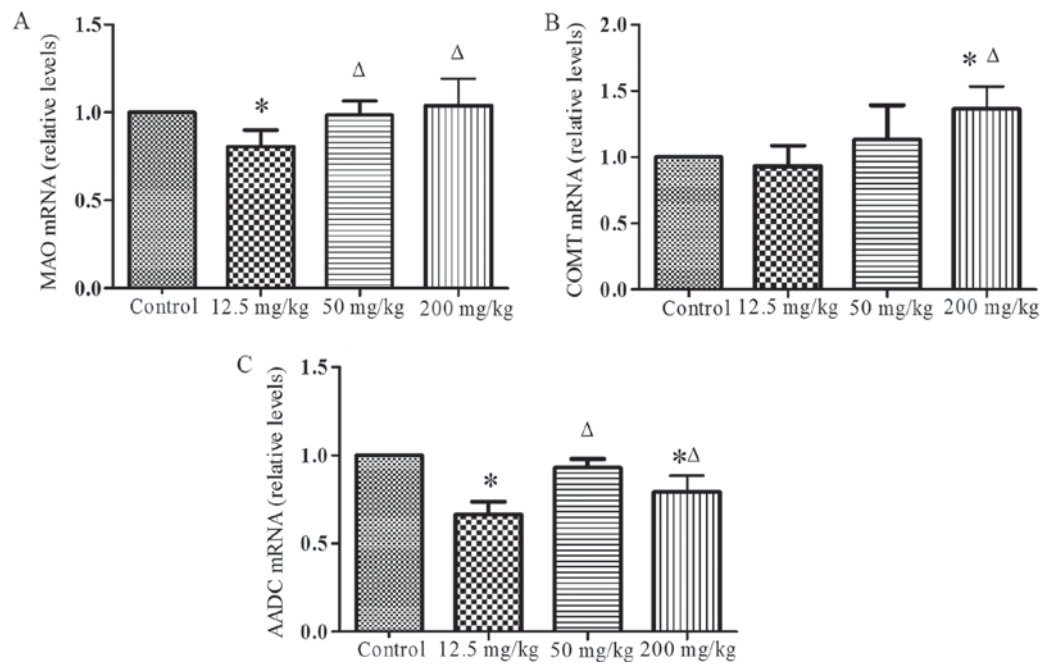 A
MAO mRNA (relative levels)
1.5
1.0
0.5
0.0
*
Δ
Δ
Control 12.5 mg/kg 50 mg/kg 200 mg/kg
B
COMT mRNA (relative levels)
2.0
1.5
1.0
0.5
0.0
* Δ
Control 12.5 mg/kg 50 mg/kg 200 mg/kg
C
AADC mRNA (relative levels)
1.5
1.0
0.5
0.0
*
Δ
*Δ
Control 12.5 mg/kg 50 mg/kg 200 mg/kg